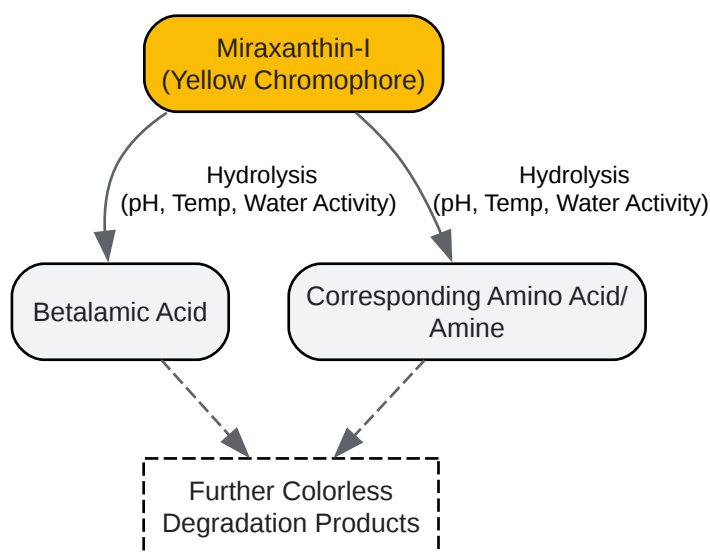 Miraxanthin-I
(Yellow Chromophore)
Hydrolysis
(pH, Temp, Water Activity)
Hydrolysis
(pH, Temp, Water Activity)
Betalamic Acid
Corresponding Amino Acid/
Amine
Further Colorless
Degradation Products